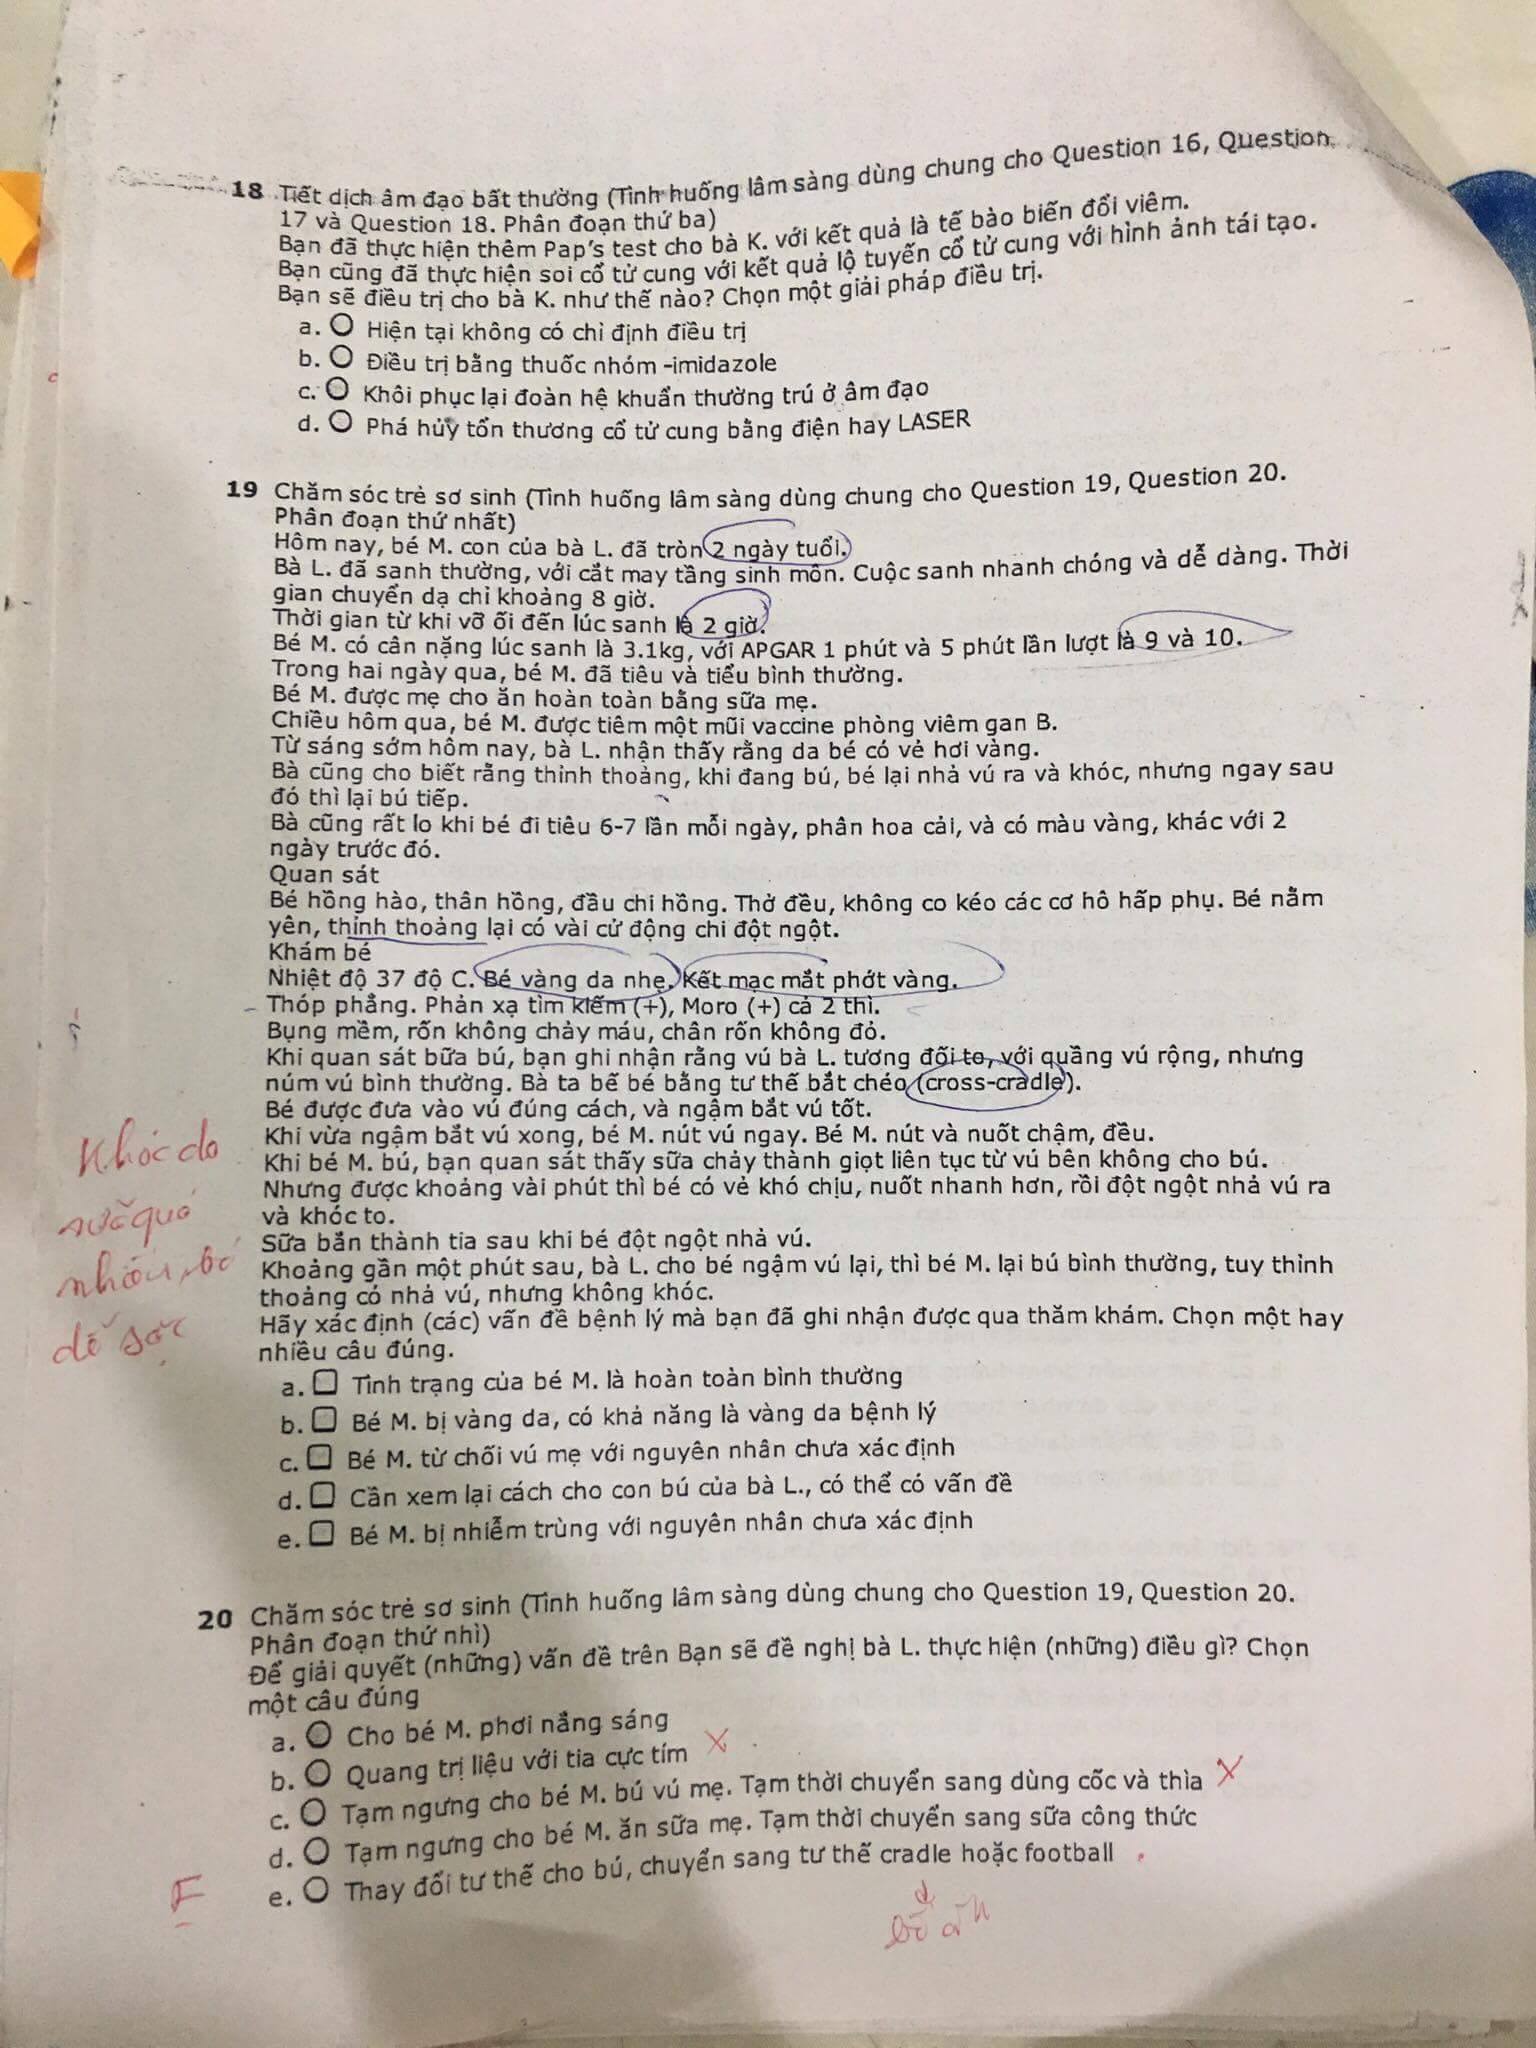 18 Tiết dịch âm đạo bất thường (Tình huống lâm sàng dùng chung cho Question 16, Question
17 và Question 18. Phân đoạn thứ ba)
Bạn đã thực hiện thêm Pap's test cho bà K. với kết quả là tế bào biến đổi viêm.
Bạn cũng đã thực hiện soi cổ tử cung với kết quả lộ tuyến cổ tử cung với hình ảnh tái tạo.
Bạn sẽ điều trị cho bà K. như thế nào? Chọn một giải pháp điều trị.
a. Hiện tại không có chỉ định điều trị
b. Điều trị bằng thuốc nhóm -imidazole
c. Khôi phục lại đoàn hệ khuẩn thường trú ở âm đạo
d. Phá hủy tổn thương cổ tử cung bằng điện hay LASER
19 Chăm sóc trẻ sơ sinh (Tình huống lâm sàng dùng chung cho Question 19, Question 20.
Phân đoạn thứ nhất)
Hôm nay, bé M. con của bà L. đã tròn 2 ngày tuổi.
Bà L. đã sanh thường, với cắt may tầng sinh môn. Cuộc sanh nhanh chóng và dễ dàng. Thời
gian chuyển dạ chỉ khoảng 8 giờ.
Thời gian từ khi vỡ ối đến lúc sanh là 2 giờ.
Bé M. có cân nặng lúc sanh là 3.1kg, với APGAR 1 phút và 5 phút lần lượt là 9 và 10.
Trong hai ngày qua, bé M. đã tiêu và tiểu bình thường.
Bé M. được mẹ cho ăn hoàn toàn bằng sữa mẹ.
Chiều hôm qua, bé M. được tiêm một mũi vaccine phòng viêm gan B.
Từ sáng sớm hôm nay, bà L. nhận thấy rằng da bé có vẻ hơi vàng.
Bà cũng cho biết rằng thỉnh thoảng, khi đang bú, bé lại nhả vú ra và khóc, nhưng ngay sau
đó thì lại bú tiếp.
Bà cũng rất lo khi bé đi tiêu 6-7 lần mỗi ngày, phân hoa cải, và có màu vàng, khác với 2
ngày trước đó.
Quan sát
Bé hồng hào, thân hồng, đầu chi hồng. Thở đều, không co kéo các cơ hô hấp phụ. Bé nằm
yên, thỉnh thoảng lại có vài cử động chi đột ngột.
Khám bé
Nhiệt độ 37 độ C. Bé vàng da nhẹ. Kết mạc mắt phớt vàng.
Thóp phẳng. Phản xạ tìm kiếm (+), Moro (+) cả 2 thì.
Bụng mềm, rốn không chảy máu, chân rốn không đỏ.
Khi quan sát bữa bú, bạn ghi nhận rằng vú bà L. tương đối to, với quầng vú rộng, nhưng
núm vú bình thường. Bà ta bế bé bằng tư thế bắt chéo (cross-cradle).
Bé được đưa vào vú đúng cách, và ngậm bắt vú tốt.
Khi vừa ngậm bắt vú xong, bé M. nút vú ngay. Bé M. nút và nuốt chậm, đều.
Khi bé M. bú, bạn quan sát thấy sữa chảy thành giọt liên tục từ vú bên không cho bú.
Nhưng được khoảng vài phút thì bé có vẻ khó chịu, nuốt nhanh hơn, rồi đột ngột nhả vú ra
và khóc to.
Sữa bắn thành tia sau khi bé đột ngột nhả vú.
Khoảng gần một phút sau, bà L. cho bé ngậm vú lại, thì bé M. lại bú bình thường, tuy thỉnh
thoảng có nhả vú, nhưng không khóc.
Hãy xác định (các) vấn đề bệnh lý mà bạn đã ghi nhận được qua thăm khám. Chọn một hay
nhiều câu đúng.
Khóc do
sữa quá
nhiều, bé
dễ sặc
a. Tình trạng của bé M. là hoàn toàn bình thường
b. Bé M. bị vàng da, có khả năng là vàng da bệnh lý
c. Bé M. từ chối vú mẹ với nguyên nhân chưa xác định
d. Cần xem lại cách cho con bú của bà L., có thể có vấn đề
e. Bé M. bị nhiễm trùng với nguyên nhân chưa xác định
20 Chăm sóc trẻ sơ sinh (Tình huống lâm sàng dùng chung cho Question 19, Question 20.
Phân đoạn thứ nhì)
Để giải quyết (những) vấn đề trên Bạn sẽ đề nghị bà L. thực hiện (những) điều gì? Chọn
một câu đúng
a. Cho bé M. phơi nắng sáng
b. Quang trị liệu với tia cực tím X
c. Tạm ngưng cho bé M. bú vú mẹ. Tạm thời chuyển sang dùng cốc và thìa X
d. Tạm ngưng cho bé M. ăn sữa mẹ. Tạm thời chuyển sang sữa công thức
e. Thay đổi tư thế cho bú, chuyển sang tư thế cradle hoặc football